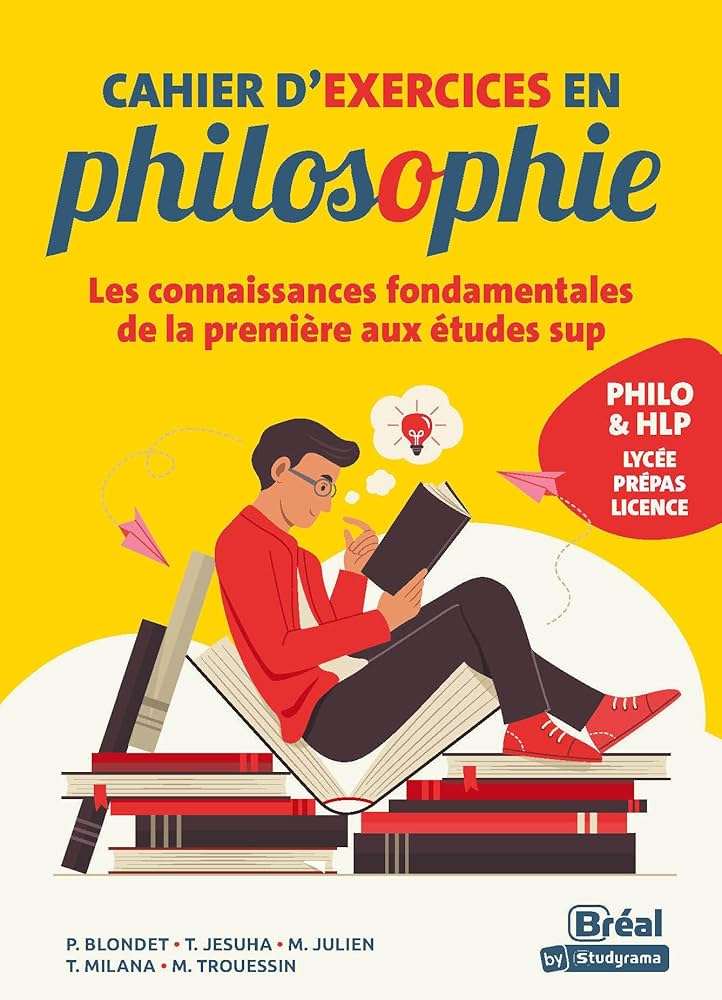 CAHIER D'EXERCICES EN
philosophie
Les connaissances fondamentales
de la première aux études sup
PHILO
& HLP
LYCÉE
PRÉPAS
LICENCE
P. BLONDET • T. JESUHA • M. JULIEN
T. MILANA • M. TROUESSIN
Bréal
by Studyrama